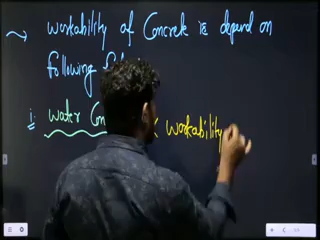 workability of Concrete is depend on
following
i. water workability